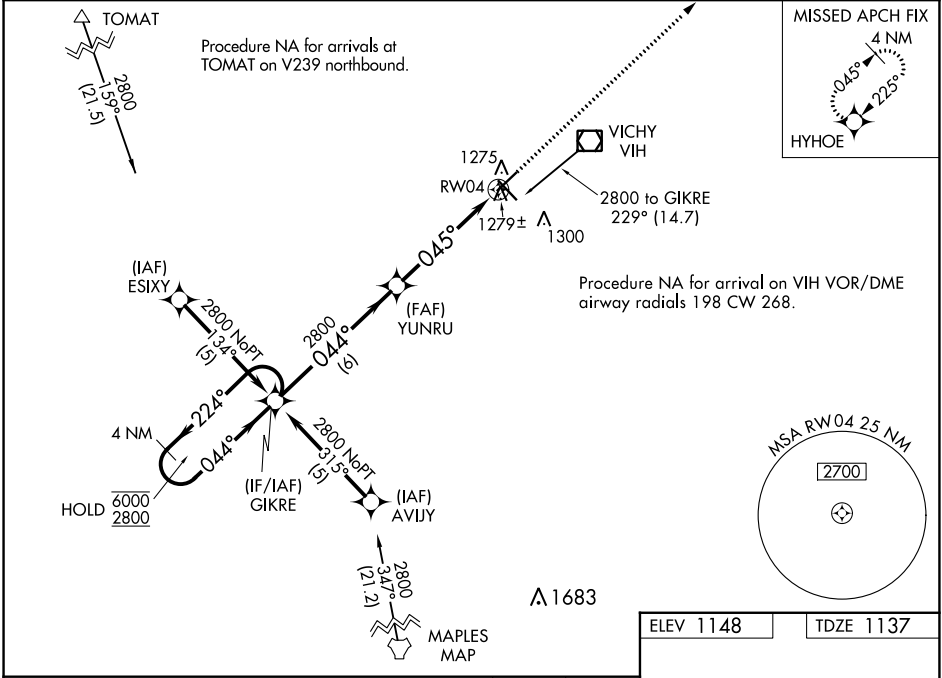 TOMAT
2800
159°
(21.5)
Procedure NA for arrivals at
TOMAT on V239 northbound.
MISSED APCH FIX
4 NM
045°
225°
HYHOE
VICHY
VIH
1275
RW04
1279±
1300
2800 to GIKRE
229° (14.7)
045°
(IAF)
ESIXY
2800 NoPT
134°
(5)
(FAF)
YUNRU
Procedure NA for arrival on VIH VOR/DME
airway radials 198 CW 268.
2800
044°
(6)
224°
4 NM
044°
HOLD 6000
2800
(IF/IAF)
GIKRE
2800 NoPT
315°
(5)
(IAF)
AVIJY
MSA RW04 25 NM
2700
2800
347°
(21.2)
MAPLES
MAP
1683
ELEV 1148
TDZE 1137